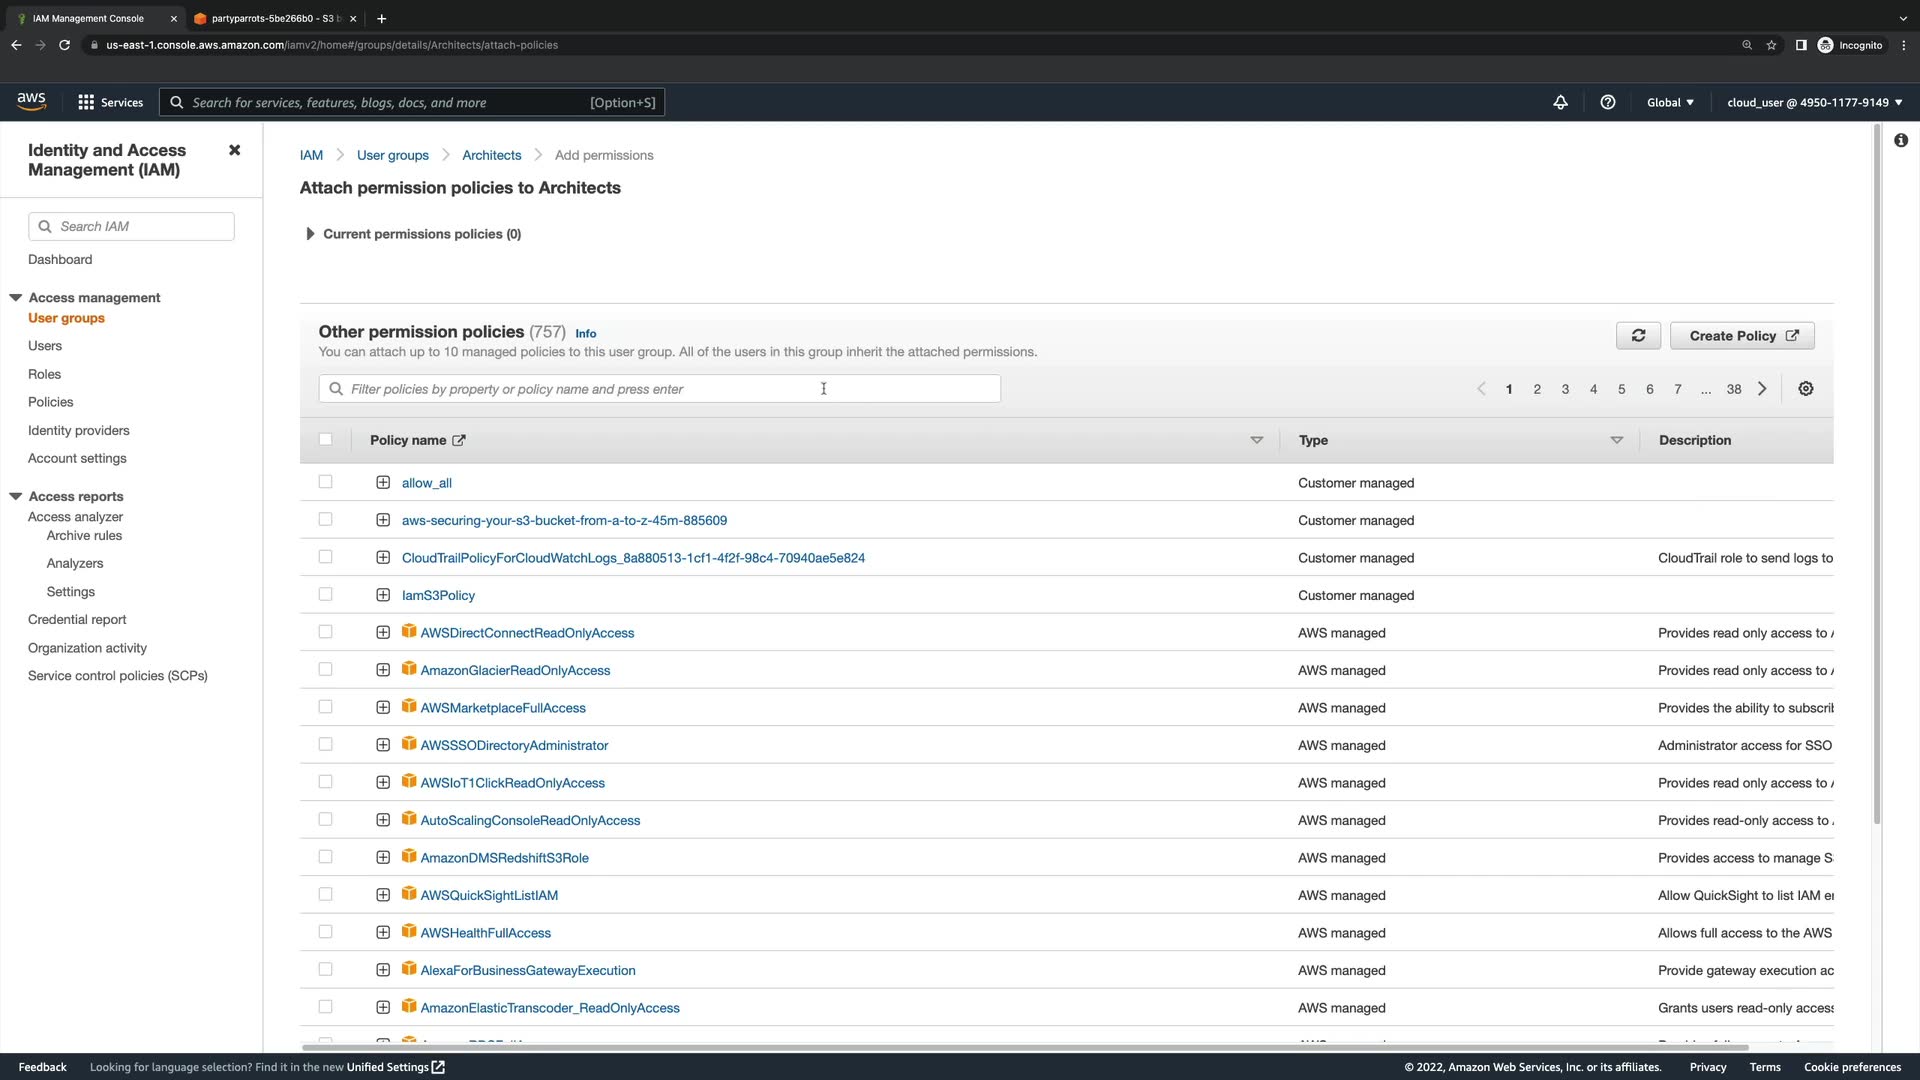 IAM Management Console
partyparrots-5be266b0 - S3 b
us-east-1.console.aws.amazon.com/iamv2/home#/groups/details/Architects/attach-policies
Incognito
aws
Services
Search for services, features, blogs, docs, and more
[Option+S]
Global
cloud_user @ 4950-1177-9149
Identity and Access
Management (IAM)
Search IAM
Dashboard
Access management
User groups
Users
Roles
Policies
Identity providers
Account settings
Access reports
Access analyzer
Archive rules
Analyzers
Settings
Credential report
Organization activity
Service control policies (SCPs)
IAM
User groups
Architects
Add permissions
Attach permission policies to Architects
Current permissions policies (0)
Other permission policies (757) Info
You can attach up to 10 managed policies to this user group. All of the users in this group inherit the attached permissions.
Create Policy
Filter policies by property or policy name and press enter
1 2 3 4 5 6 7 ... 38
Policy name Type Description
allow_all Customer managed
aws-securing-your-s3-bucket-from-a-to-z-45m-885609 Customer managed
CloudTrailPolicyForCloudWatchLogs_8a880513-1cf1-4f2f-98c4-70940ae5e824 Customer managed CloudTrail role to send logs to
IamS3Policy Customer managed
AWSDirectConnectReadOnlyAccess AWS managed Provides read only access to
AmazonGlacierReadOnlyAccess AWS managed Provides read only access to
AWSMarketplaceFullAccess AWS managed Provides the ability to subscrib
AWSSSODirectoryAdministrator AWS managed Administrator access for SSO
AWSIoT1ClickReadOnlyAccess AWS managed Provides read only access to
AutoScalingConsoleReadOnlyAccess AWS managed Provides read-only access to
AmazonDMSRedshiftS3Role AWS managed Provides access to manage S
AWSQuickSightListIAM AWS managed Allow QuickSight to list IAM
AWSHealthFullAccess AWS managed Allows full access to the AWS
AlexaForBusinessGatewayExecution AWS managed Provide gateway execution ac
AmazonElasticTranscoder_ReadOnlyAccess AWS managed Grants users read-only access
Feedback
Looking for language selection? Find it in the new Unified Settings
© 2022, Amazon Web Services, Inc. or its affiliates.
Privacy
Terms
Cookie preferences